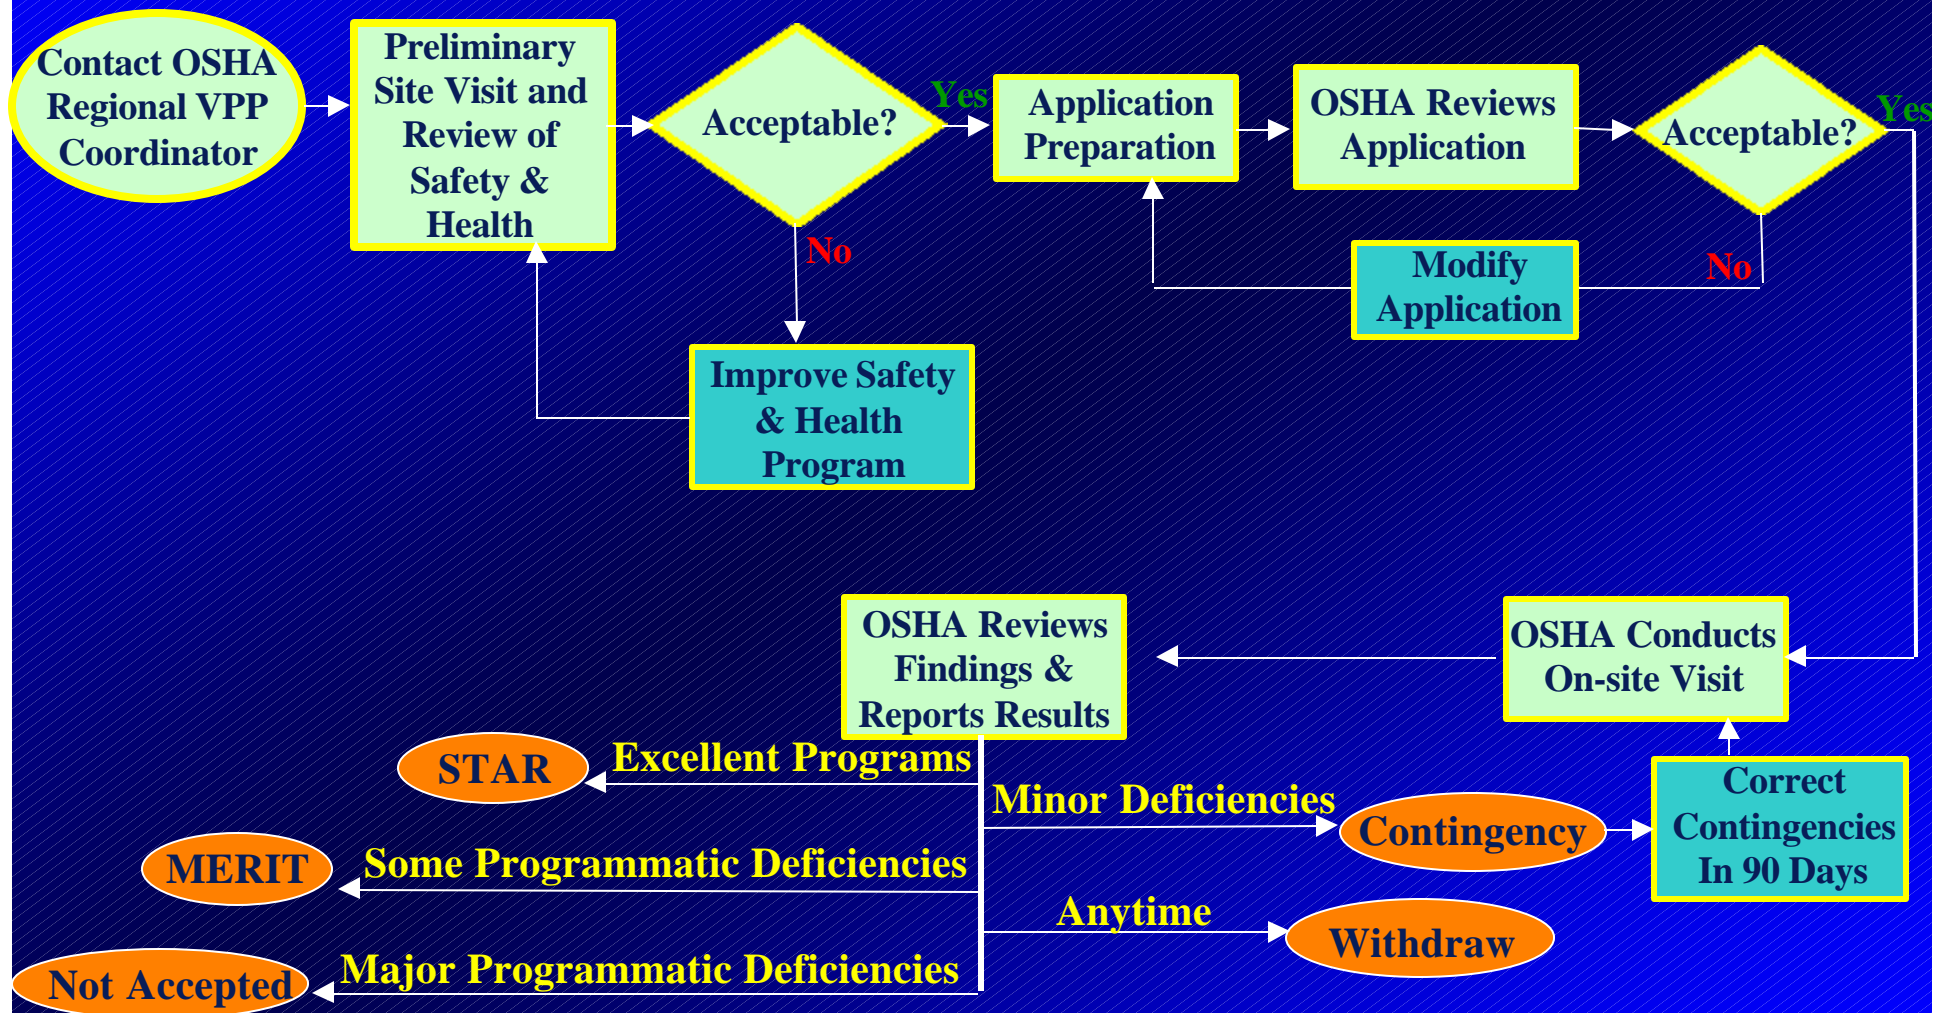 Contact OSHA
Regional VPP
Coordinator
Preliminary
Site Visit and
Review of
Safety &
Health
Acceptable?
Yes
No
Improve Safety
& Health
Program
Application
Preparation
OSHA Reviews
Application
Acceptable?
Yes
No
Modify
Application
OSHA Conducts
On-site Visit
OSHA Reviews
Findings &
Reports Results
Excellent Programs
STAR
Minor Deficiencies
Contingency
Correct
Contingencies
In 90 Days
Some Programmatic Deficiencies
MERIT
Anytime
Withdraw
Major Programmatic Deficiencies
Not Accepted